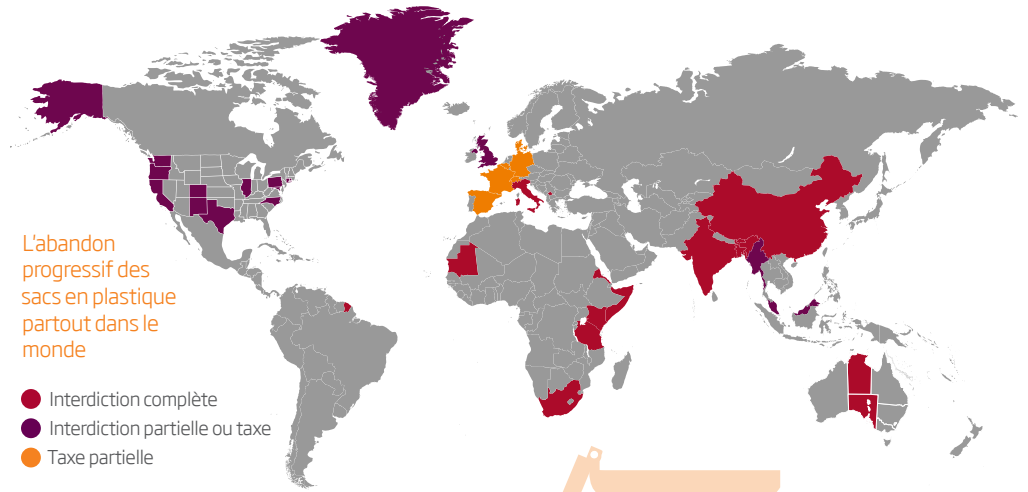 L'abandon
progressif des
sacs en plastique
partout dans le
monde
Interdiction complète
Interdiction partielle ou taxe
Taxe partielle